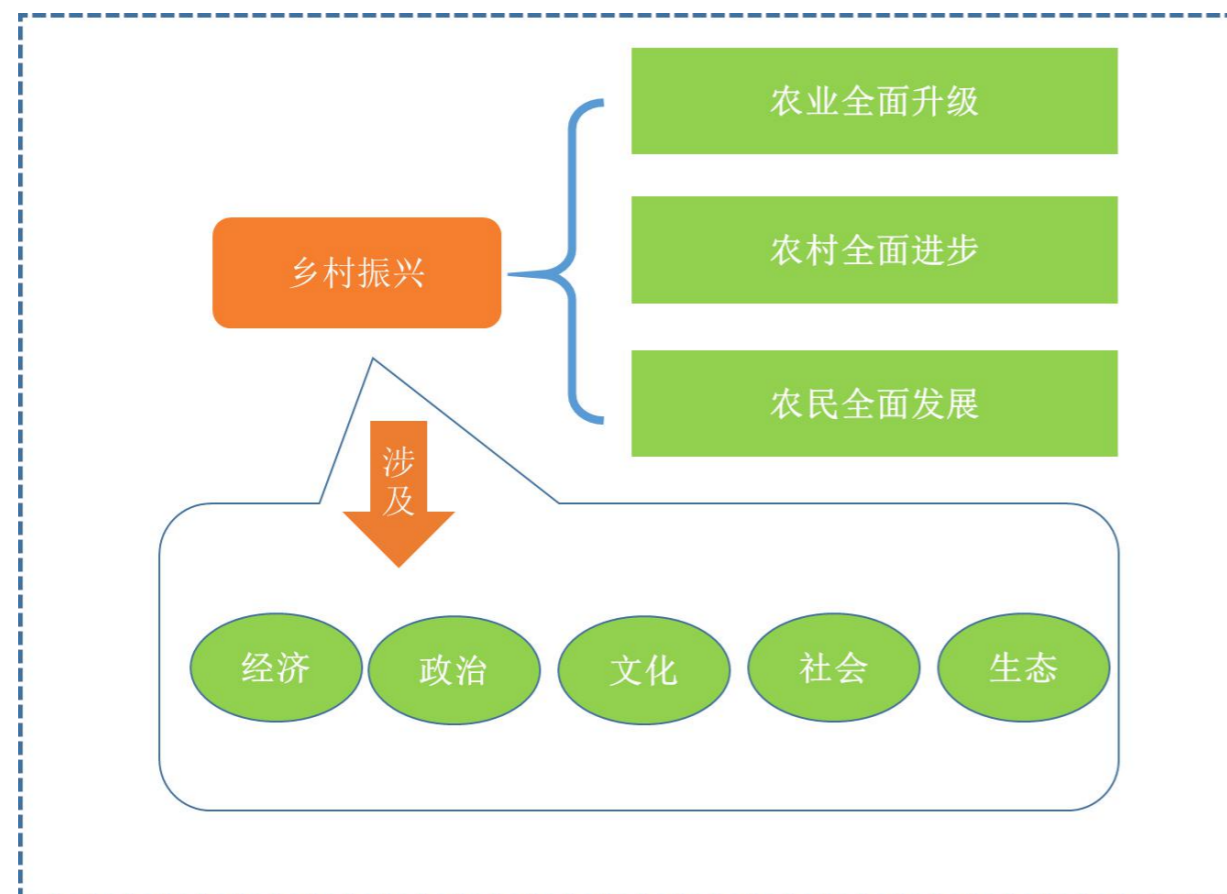 农业全面升级
乡村振兴
农村全面进步
农民全面发展
涉
及
经济
政治
文化
社会
生态